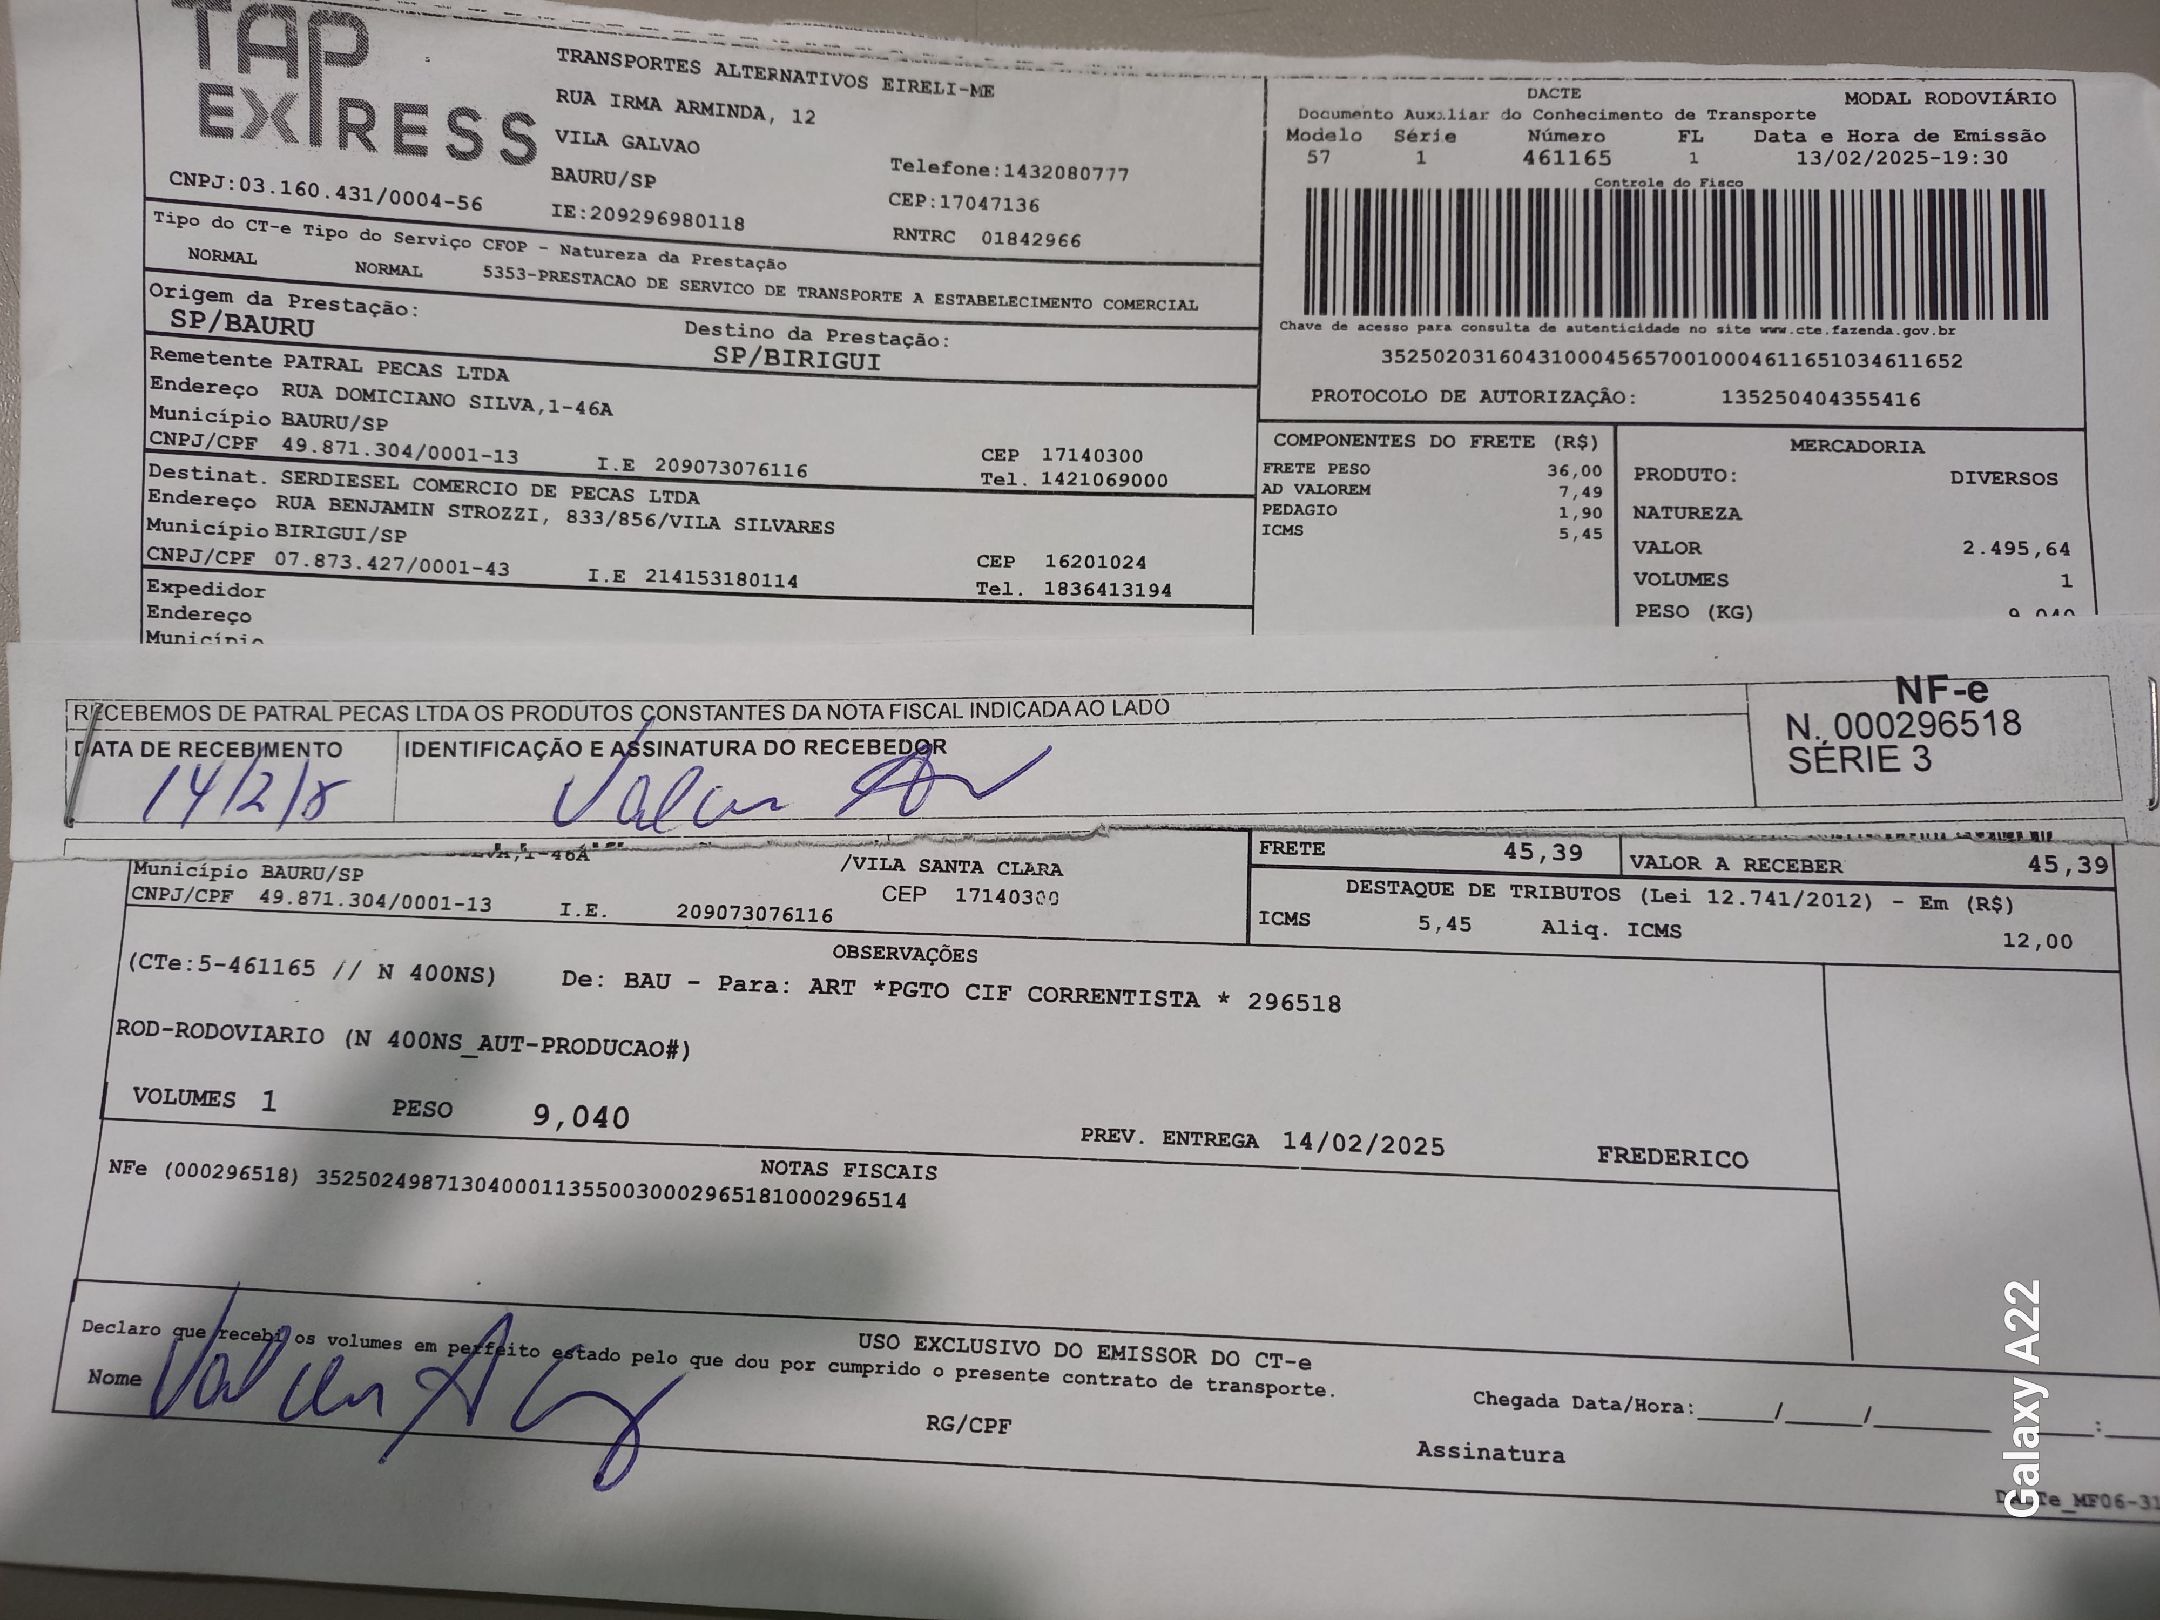 TAP
EXPRESS
TRANSPORTES ALTERNATIVOS EIRELI-ME
RUA IRMA ARMINDA, 12
VILA GALVAO
BAURU/SP
Telefone:1432080777
CEP:17047136
CNPJ:03.160.431/0004-56
IE:209296980118
RNTRC 01842966
Tipo do CT-e Tipo do Serviço CFOP - Natureza da Prestação
NORMAL NORMAL 5353-PRESTACAO DE SERVICO DE TRANSPORTE A ESTABELECIMENTO COMERCIAL
Origem da Prestação:
SP/BAURU
Destino da Prestação:
SP/BIRIGUI
Remetente PATRAL PECAS LTDA
Endereço RUA DOMICIANO SILVA,1-46A
Município BAURU/SP
CEP 17140300
CNPJ/CPF 49.871.304/0001-13 I.E 209073076116 Tel. 1421069000
Destinat. SERDIESEL COMERCIO DE PECAS LTDA
Endereço RUA BENJAMIN STROZZI, 833/856/VILA SILVARES
Município BIRIGUI/SP
CEP 16201024
CNPJ/CPF 07.873.427/0001-43 I.E 214153180114 Tel. 1836413194
Expedidor
Endereço
Município
DACTE
MODAL RODOVIÁRIO
Documento Auxiliar do Conhecimento de Transporte
Modelo Série Número FL Data e Hora de Emissão
57 1 461165 1 13/02/2025-19:30
Controle do Fisco
Chave de acesso para consulta de autenticidade no site www.cte.fazenda.gov.br
35250203160431000456570010004611651034611652
PROTOCOLO DE AUTORIZAÇÃO: 135250404355416
COMPONENTES DO FRETE (R$)
FRETE PESO 36,00
AD VALOREM 7,49
PEDAGIO 1,90
ICMS 5,45
MERCADORIA
PRODUTO: DIVERSOS
NATUREZA
VALOR 2.495,64
VOLUMES 1
PESO (KG) 9,040
RECEBEMOS DE PATRAL PECAS LTDA OS PRODUTOS CONSTANTES DA NOTA FISCAL INDICADA AO LADO
DATA DE RECEBIMENTO
IDENTIFICAÇÃO E ASSINATURA DO RECEBEDOR
NF-e
N. 000296518
SÉRIE 3
1-46A
/VILA SANTA CLARA
Município BAURU/SP
CEP 17140300
CNPJ/CPF 49.871.304/0001-13 I.E. 209073076116
FRETE 45,39
VALOR A RECEBER 45,39
DESTAQUE DE TRIBUTOS (Lei 12.741/2012) - Em (R$)
ICMS 5,45 Aliq. ICMS 12,00
OBSERVAÇÕES
(CTe:5-461165 // N 400NS) De: BAU - Para: ART *PGTO CIF CORRENTISTA * 296518
ROD-RODOVIARIO (N 400NS_AUT-PRODUCAO#)
VOLUMES 1 PESO 9,040
PREV. ENTREGA 14/02/2025 FREDERICO
NOTAS FISCAIS
NFe (000296518) 35250249871304000113550030002965181000296514
USO EXCLUSIVO DO EMISSOR DO CT-e
Declaro que recebi os volumes em perfeito estado pelo que dou por cumprido o presente contrato de transporte.
Nome
RG/CPF
Chegada Data/Hora:_____/_____/________ ____:____
Assinatura
Galaxy A22